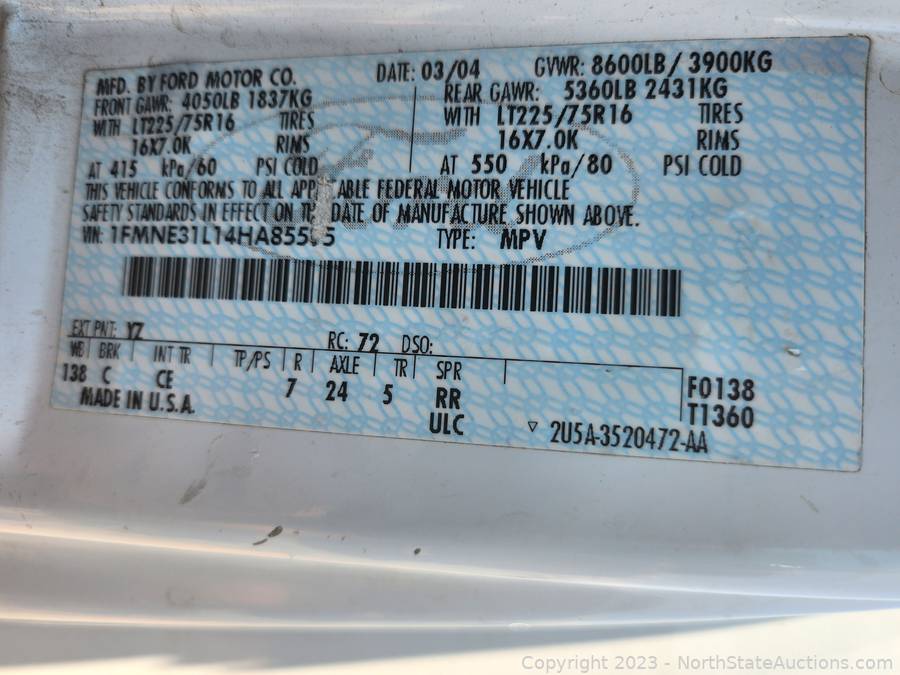 MFD. BY FORD MOTOR CO. DATE: 03/04 GVWR: 8600LB/ 3900KG
FRONT GAWR: 4050LB 1837KG REAR GAWR: 5360LB 2431KG
WITH LT225/75R16 TIRES WITH LT225/75R16 TIRES
16X7.0K RIMS 16X7.0K RIMS
AT 415 kPa/60 PSI COLD AT 550 kPa/80 PSI COLD
THIS VEHICLE CONFORMS TO ALL FEDERAL MOTOR VEHICLE
SAFETY STANDARDS IN EFFECT ON DATE OF MANUFACTURE SHOWN ABOVE.
VIN: TYPE: MPV
EXT PNT: YZ RC: 72 DSO:
WB BRK INT TR TP/PS R AXLE TR SPR
138 C CE 7 24 5 RR F0138
MADE IN U.S.A. ULC T1360
▽ 2U5A-3520472-AA
Copyright © 2023 - NorthStateAuctions.com